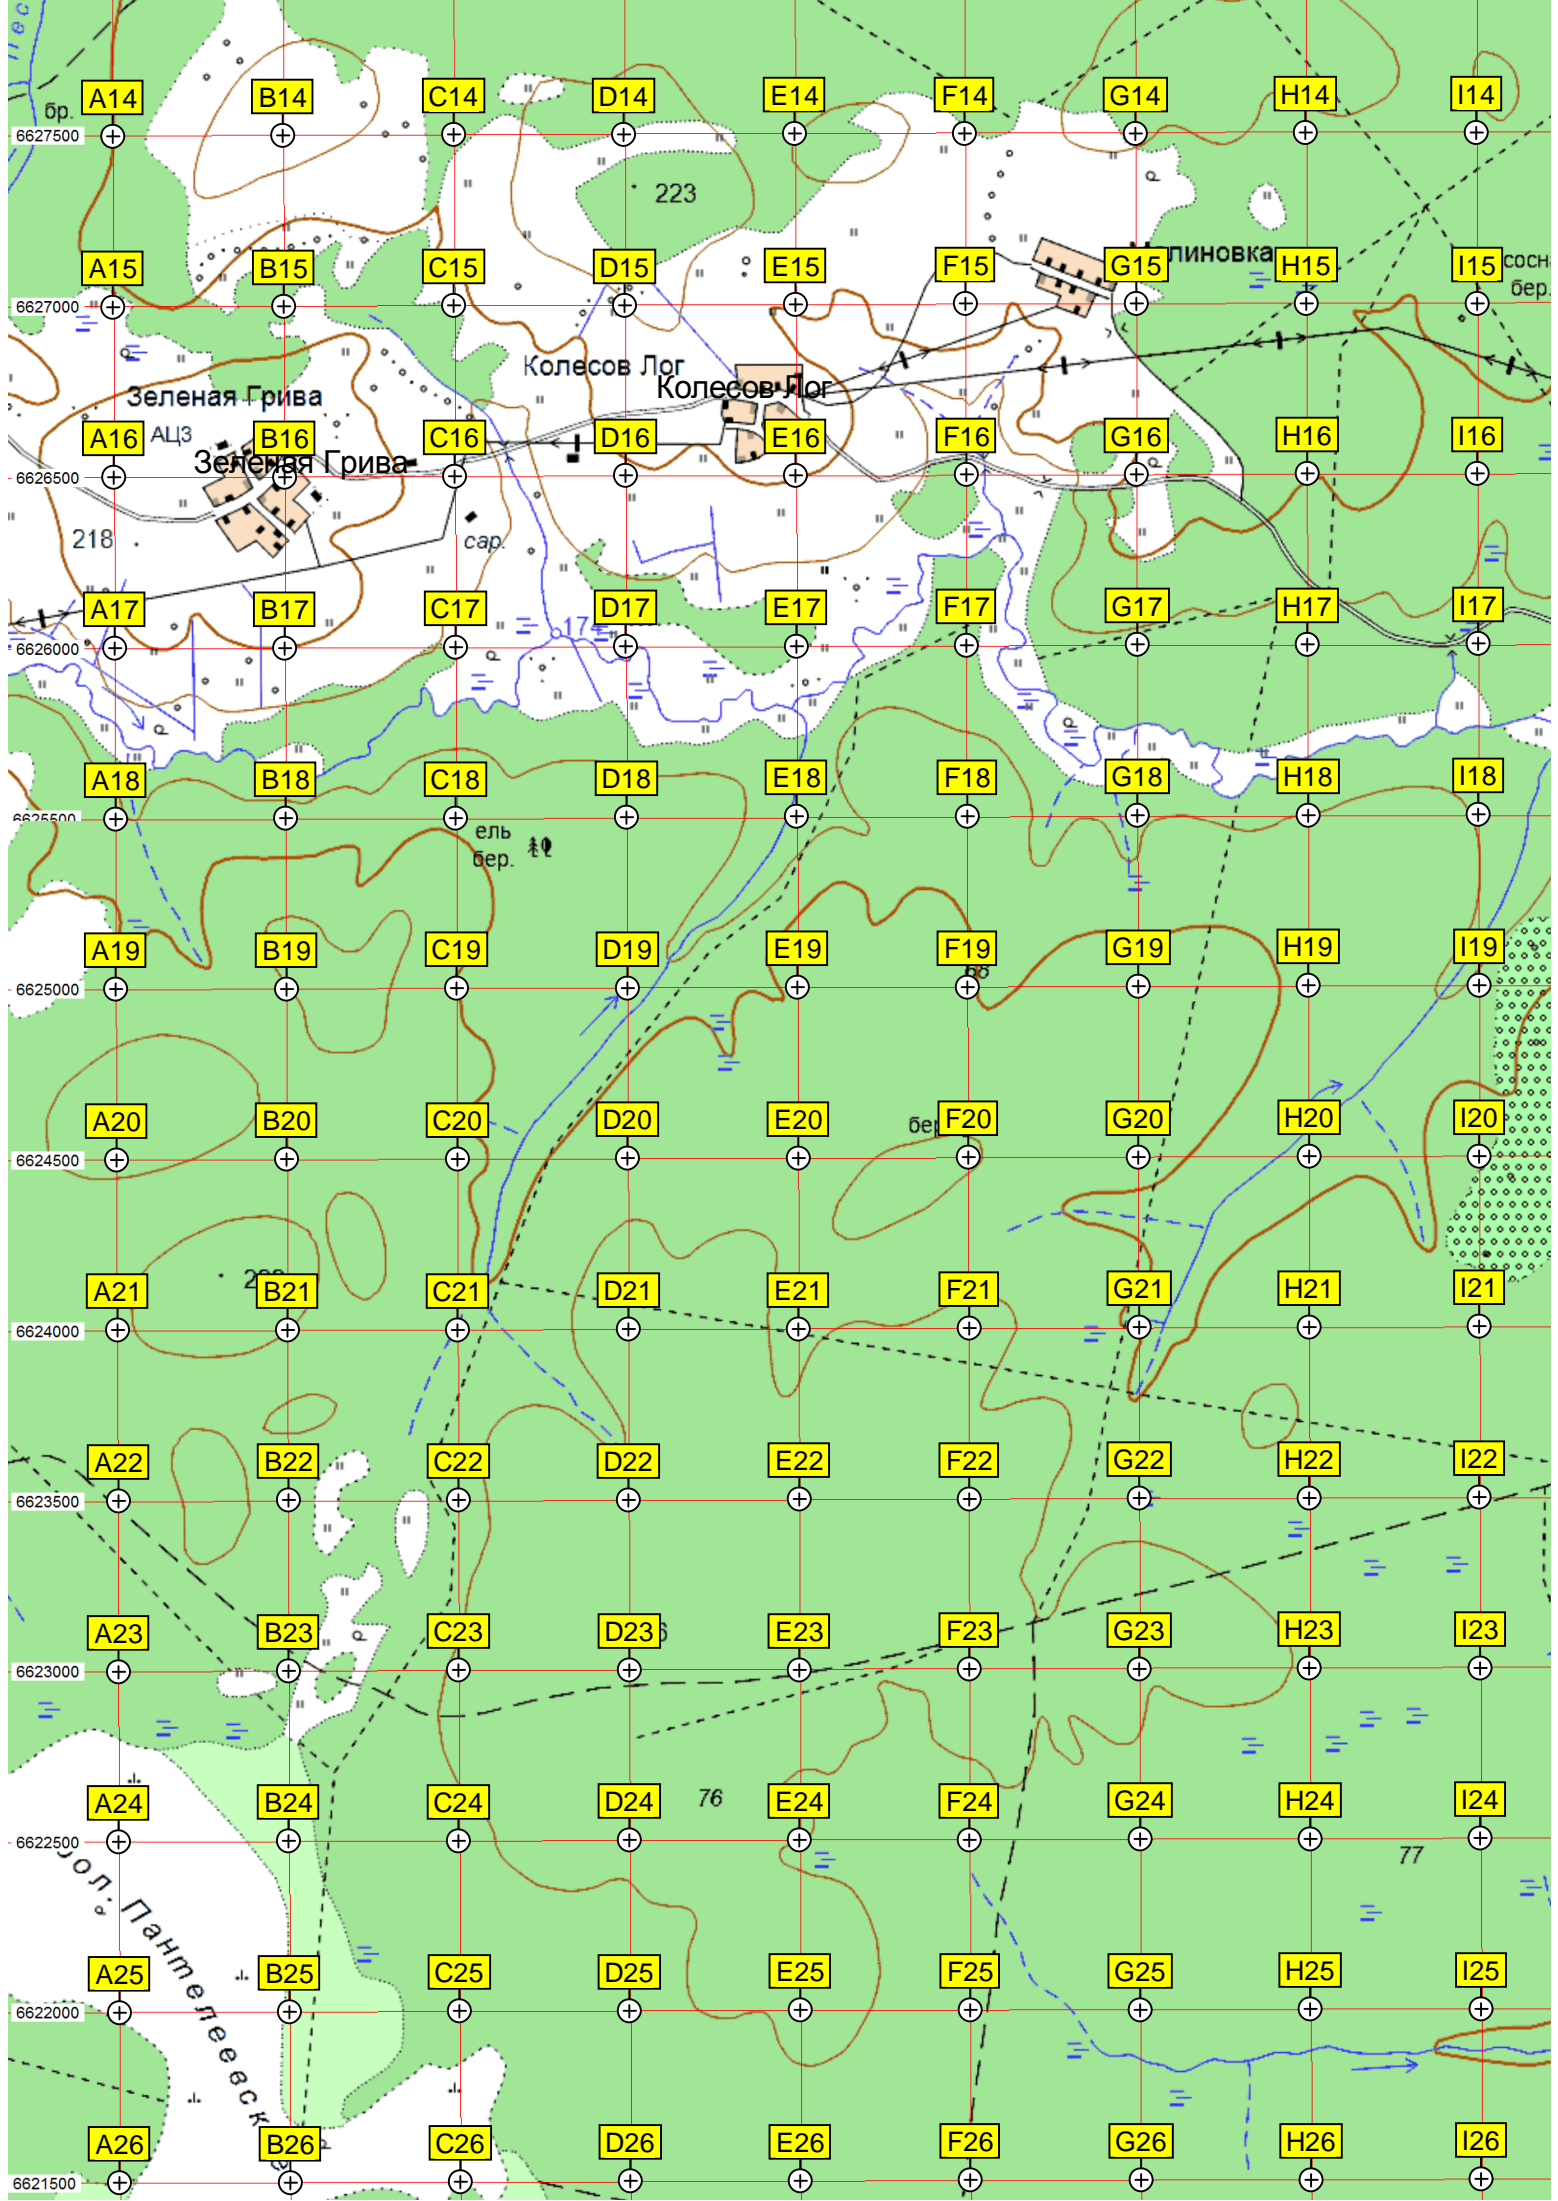 бр.
A14 B14 C14 D14 E14 F14 G14 H14 I14
6627500
223
A15 B15 C15 D15 E15 F15 G15 линовка H15 I15 сосна
бер.
6627000
Колесов Лог
Колесов Лог
Зеленая Грива
A16 АЦЗ B16 C16 D16 E16 F16 G16 H16 I16
Зеленая Грива
6626500
218
сар.
A17 B17 C17 D17 E17 F17 G17 H17 I17
174
6626000
A18 B18 C18 D18 E18 F18 G18 H18 I18
6625500
ель
бер.
A19 B19 C19 D19 E19 F19 G19 H19 I19
68
6625000
A20 B20 C20 D20 E20 бер. F20 G20 H20 I20
6624500
A21 B21 C21 D21 E21 F21 G21 H21 I21
6624000
A22 B22 C22 D22 E22 F22 G22 H22 I22
6623500
A23 B23 C23 D23 E23 F23 G23 H23 I23
6623000
A24 B24 C24 D24 76 E24 F24 G24 H24 I24
6622500
77
бол. Пантелеевск
A25 B25 C25 D25 E25 F25 G25 H25 I25
6622000
A26 B26 C26 D26 E26 F26 G26 H26 I26
6621500